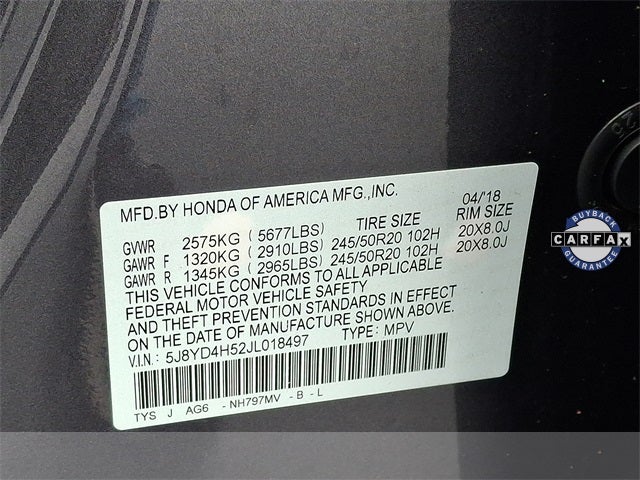 MFD.BY HONDA OF AMERICA MFG.,INC. 04/'18
GVWR 2575KG ( 5677LBS) TIRE SIZE RIM SIZE
GAWR F 1320KG ( 2910LBS) 245/50R20 102H 20X8.0J
GAWR R 1345KG ( 2965LBS) 245/50R20 102H 20X8.0J
THIS VEHICLE CONFORMS TO ALL APPLICABLE
FEDERAL MOTOR VEHICLE SAFETY
AND THEFT PREVENTION STANDARDS IN EFFECT
ON THE DATE OF MANUFACTURE SHOWN ABOVE.
V.I.N: 5J8YD4H52JL018497 TYPE: MPV
TYS J AG6 -NH797MV -B -L
BUYBACK
CARFAX
GUARANTEE